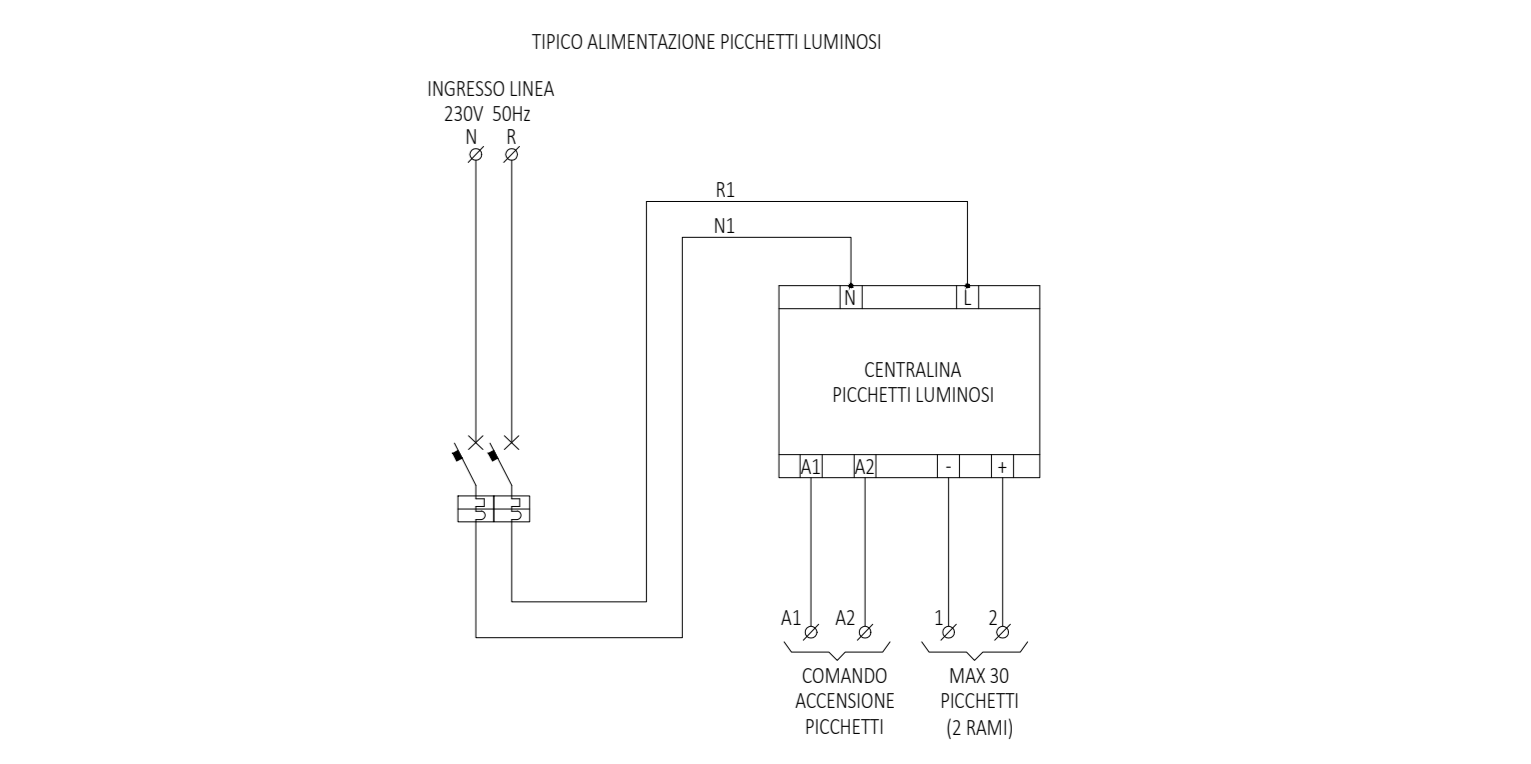 TIPICO ALIMENTAZIONE PICCHETTI LUMINOSI
INGRESSO LINEA
230V 50Hz
N R
R1
N1
N L
CENTRALINA
PICCHETTI LUMINOSI
A1 A2 - +
A1 A2 1 2
COMANDO
ACCENSIONE
PICCHETTI
MAX 30
PICCHETTI
(2 RAMI)